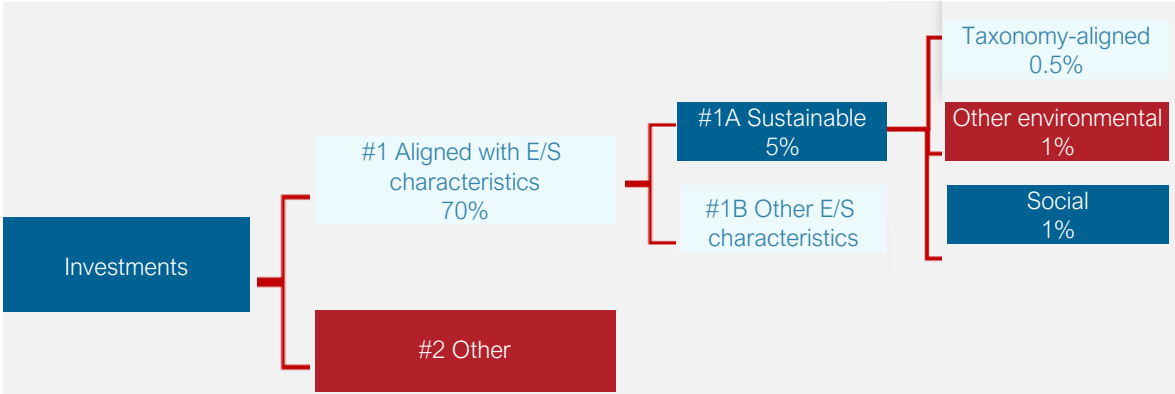 Investments
#1 Aligned with E/S
characteristics
70%
#2 Other
#1A Sustainable
5%
#1B Other E/S
characteristics
Taxonomy-aligned
0.5%
Other environmental
1%
Social
1%